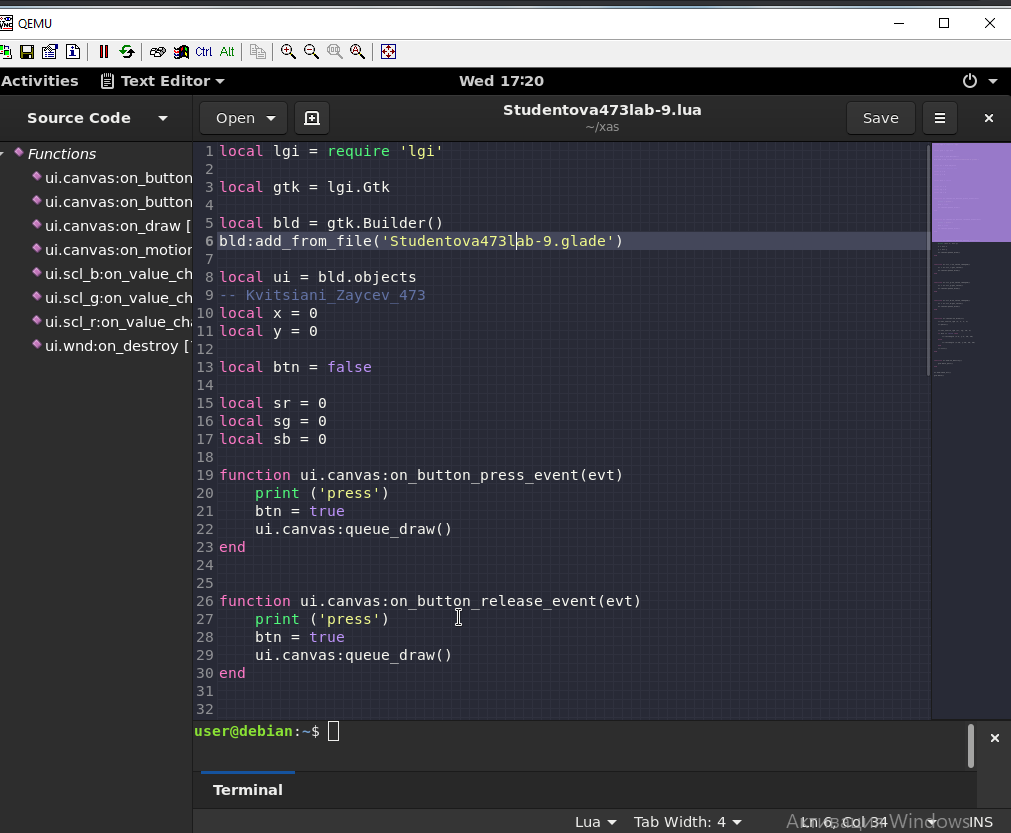 QEMU
Ctrl Alt
Activities Text Editor Wed 17:20
Source Code Open Studentova473lab-9.lua Save
~/xas
Functions
ui.canvas:on_button
ui.canvas:on_button
ui.canvas:on_draw [
ui.canvas:on_motion
ui.scl_b:on_value_ch
ui.scl_g:on_value_ch
ui.scl_r:on_value_cha
ui.wnd:on_destroy [
1 local lgi = require 'lgi'
2
3 local gtk = lgi.Gtk
4
5 local bld = gtk.Builder()
6 bld:add_from_file('Studentova473lab-9.glade')
7
8 local ui = bld.objects
9 -- Kvitsiani_Zaycev_473
10 local x = 0
11 local y = 0
12
13 local btn = false
14
15 local sr = 0
16 local sg = 0
17 local sb = 0
18
19 function ui.canvas:on_button_press_event(evt)
20     print ('press')
21     btn = true
22     ui.canvas:queue_draw()
23 end
24
25
26 function ui.canvas:on_button_release_event(evt)
27     print ('press')
28     btn = true
29     ui.canvas:queue_draw()
30 end
31
32
user@debian:~$
Terminal
Lua Tab Width: 4 Ln 6, Col 34 INS
Активация Windows